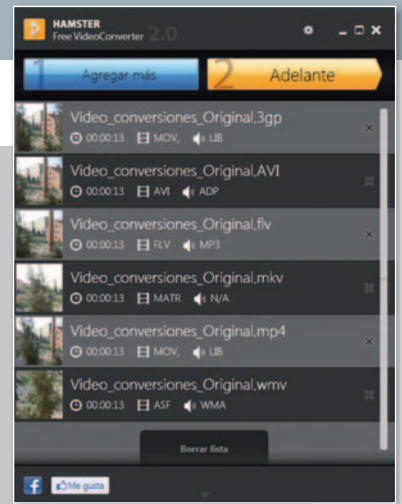 HAMSTER
Free VideoConverter 2.0
1 Agregar más
2 Adelante
Video_conversiones_Original,3gp
00:00:13 MOV, LIB
Video_conversiones_Original,AVI
00:00:13 AVI ADP
Video_conversiones_Original,flv
00:00:13 FLV MP3
Video_conversiones_Original,mkv
00:00:13 MATR N/A
Video_conversiones_Original,mp4
00:00:13 MOV, LIB
Video_conversiones_Original,wmv
00:00:13 ASF WMA
Borrar lista
f Me gusta